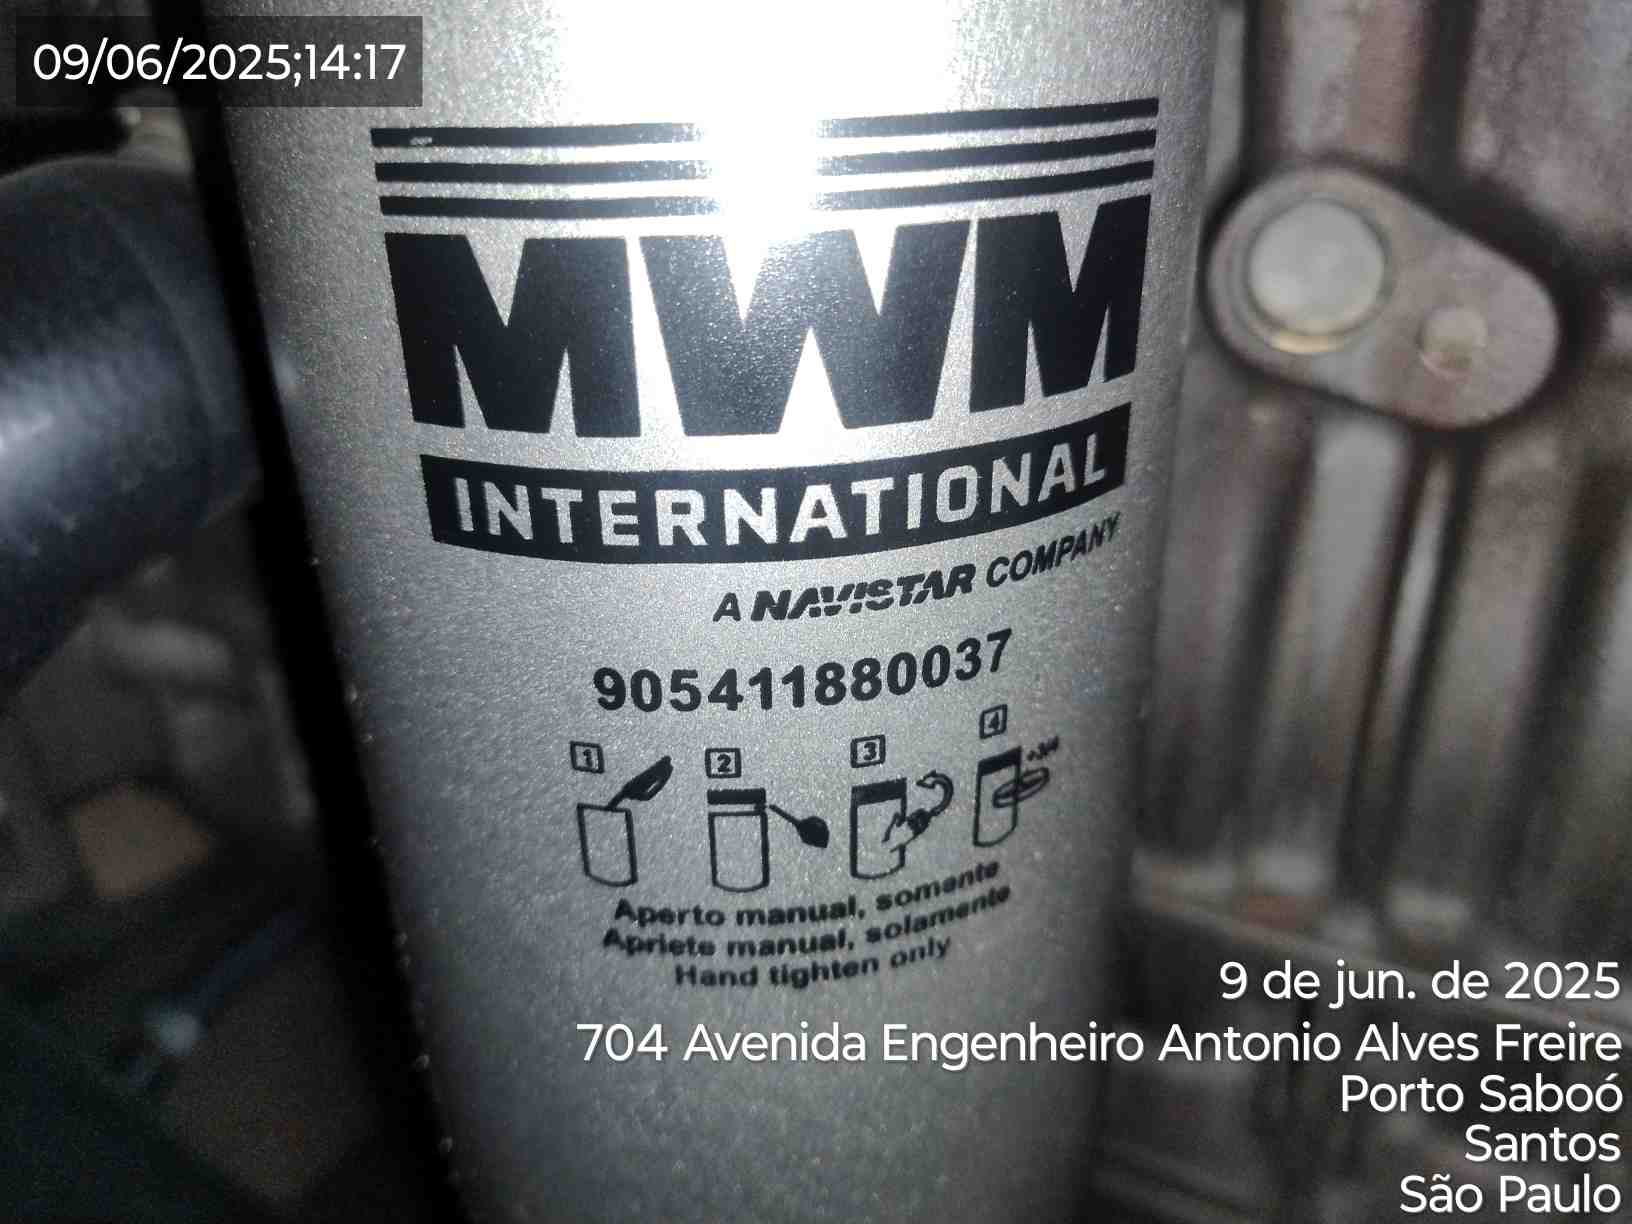 09/06/2025;14:17
MWM
INTERNATIONAL
A NAVISTAR COMPANY
905411880037
1 2 3 4
+3/4
Aperto manual, somente
Apriete manual, solamente
Hand tighten only
9 de jun. de 2025
704 Avenida Engenheiro Antonio Alves Freire
Porto Saboó
Santos
São Paulo